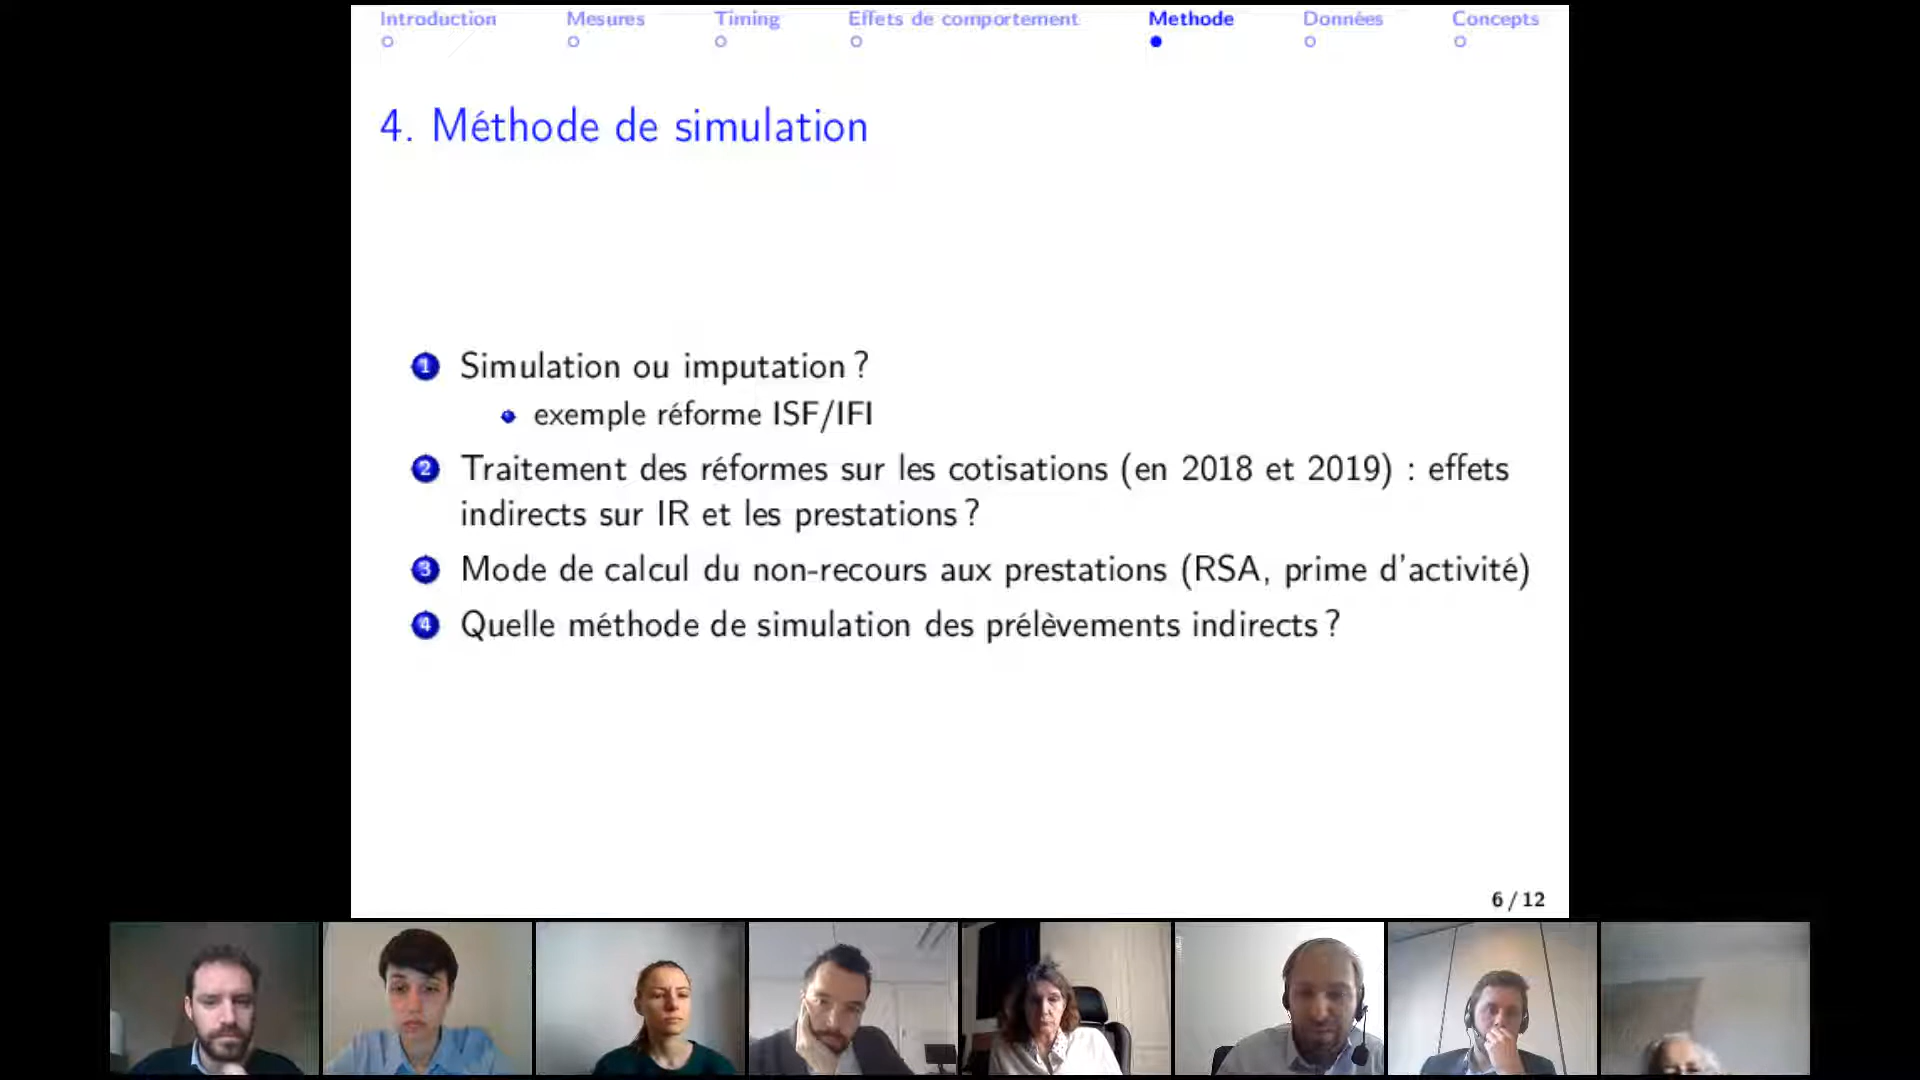 Introduction Mesures Timing Effets de comportement Methode Données Concepts
4. Méthode de simulation
1 Simulation ou imputation ?
exemple réforme ISF/IFI
2 Traitement des réformes sur les cotisations (en 2018 et 2019) : effets
indirects sur IR et les prestations ?
3 Mode de calcul du non-recours aux prestations (RSA, prime d'activité)
4 Quelle méthode de simulation des prélèvements indirects ?
6 / 12